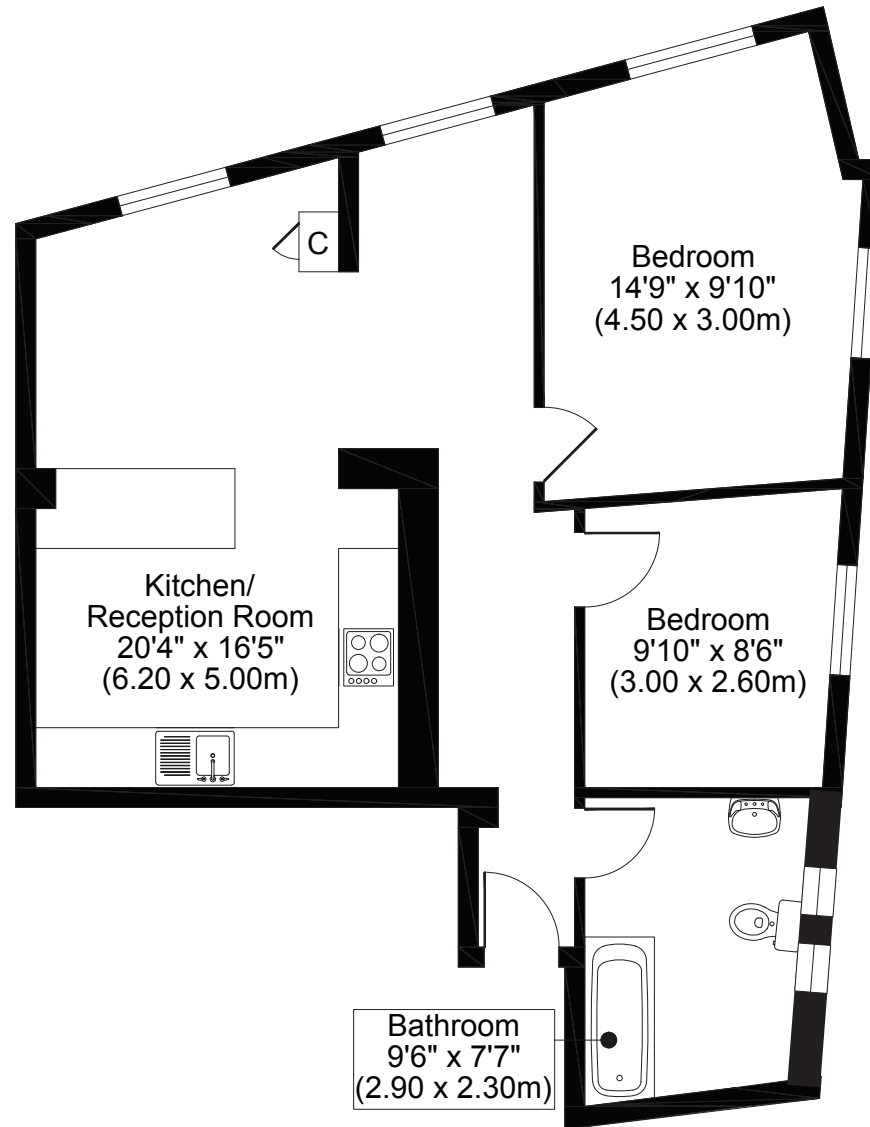 C
Bedroom
14'9" x 9'10"
(4.50 x 3.00m)
Kitchen/
Reception Room
20'4" x 16'5"
(6.20 x 5.00m)
Bedroom
9'10" x 8'6"
(3.00 x 2.60m)
Bathroom
9'6" x 7'7"
(2.90 x 2.30m)